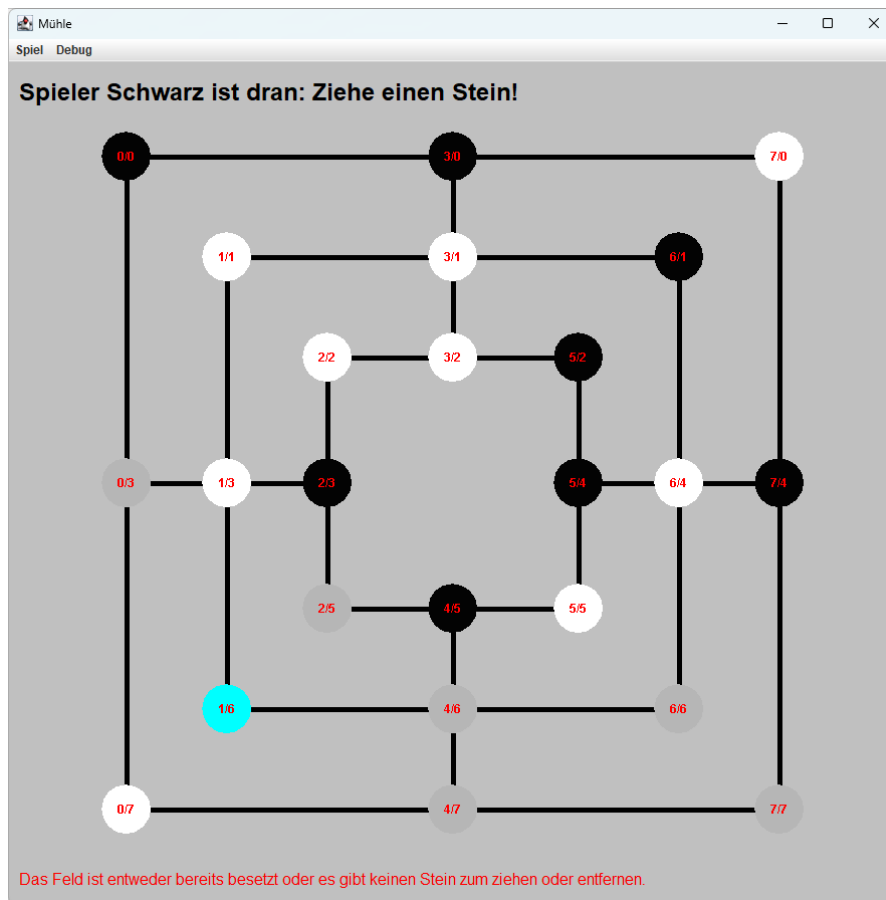 Mühle
Spiel Debug
Spieler Schwarz ist dran: Ziehe einen Stein!
0/0 3/0 7/0
1/1 3/1 6/1
2/2 3/2 5/2
0/3 1/3 2/3 5/4 6/4 7/4
2/5 4/5 5/5
1/6 4/6 6/6
0/7 4/7 7/7
Das Feld ist entweder bereits besetzt oder es gibt keinen Stein zum ziehen oder entfernen.